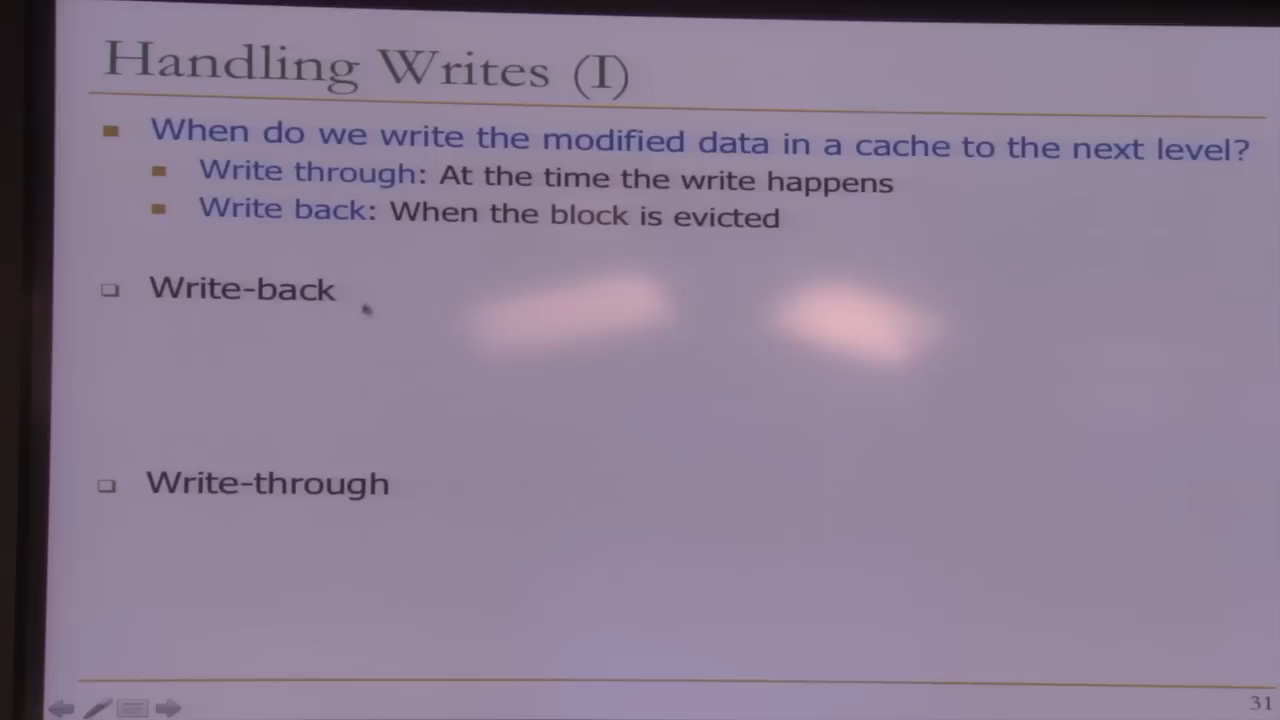 Handling Writes (I)
When do we write the modified data in a cache to the next level?
Write through: At the time the write happens
Write back: When the block is evicted
Write-back
Write-through
31